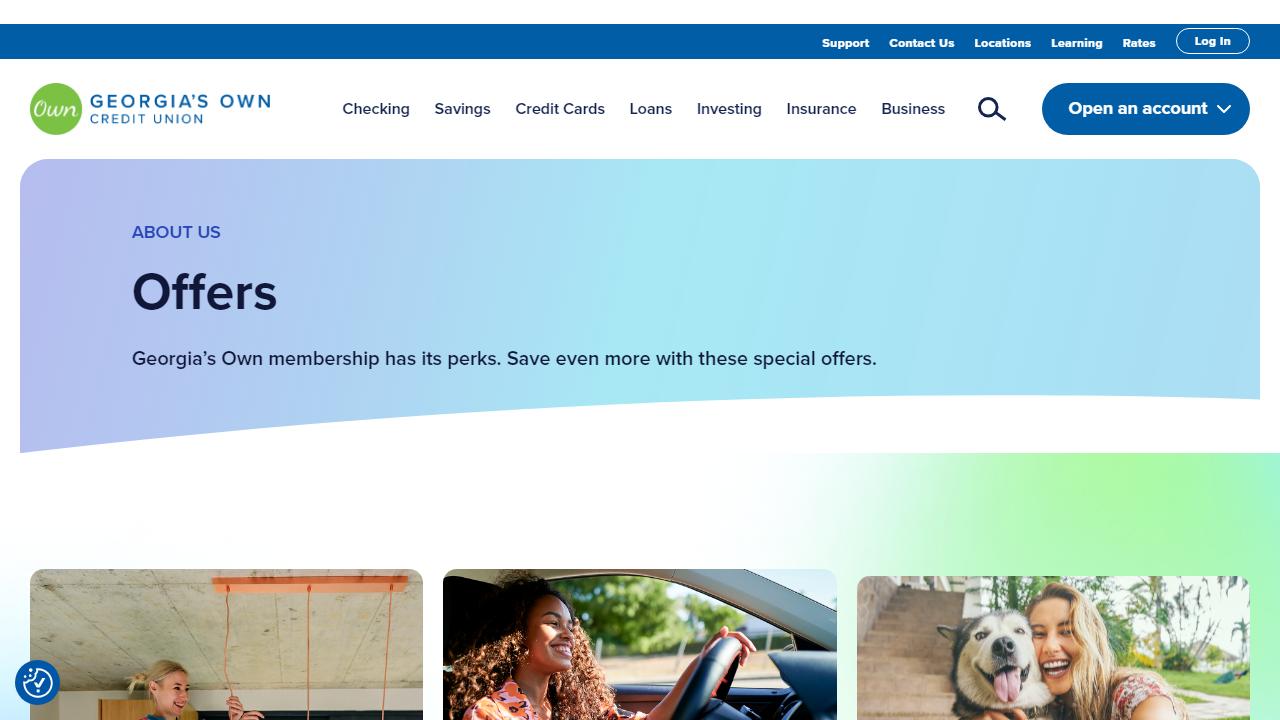 Support Contact Us Locations Learning Rates Log In
Own GEORGIA'S OWN
CREDIT UNION
Checking Savings Credit Cards Loans Investing Insurance Business Open an account
ABOUT US
Offers
Georgia’s Own membership has its perks. Save even more with these special offers.